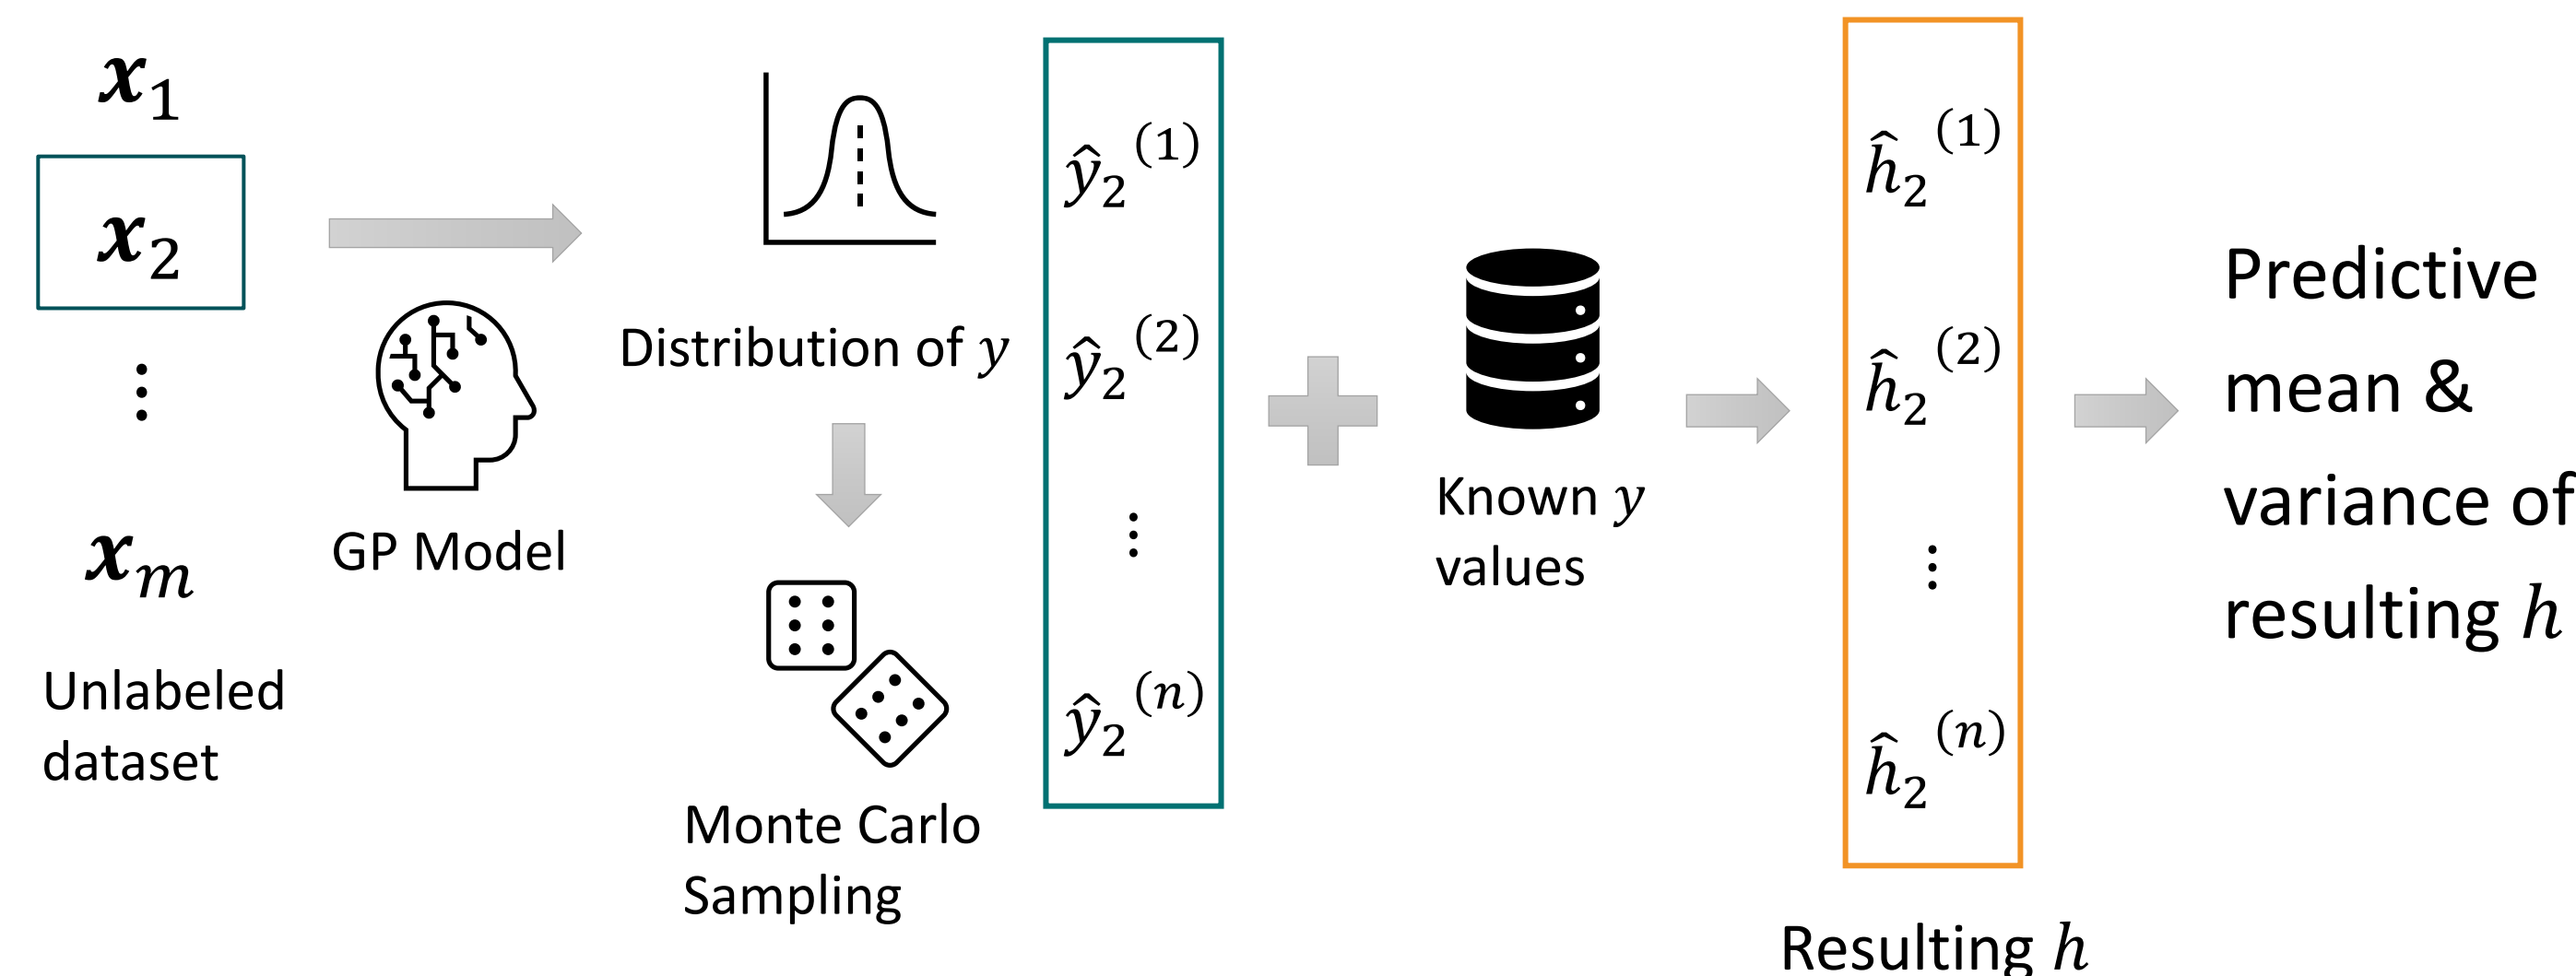 𝒙₁
𝒙₂
⋮
𝒙ₘ
Unlabeled
dataset
GP Model
Distribution of 𝑦
Monte Carlo
Sampling
ŷ₂⁽¹⁾
ŷ₂⁽²⁾
⋮
ŷ₂⁽ⁿ⁾
Known 𝑦
values
ĥ₂⁽¹⁾
ĥ₂⁽²⁾
⋮
ĥ₂⁽ⁿ⁾
Resulting ℎ
Predictive
mean &
variance of
resulting ℎ